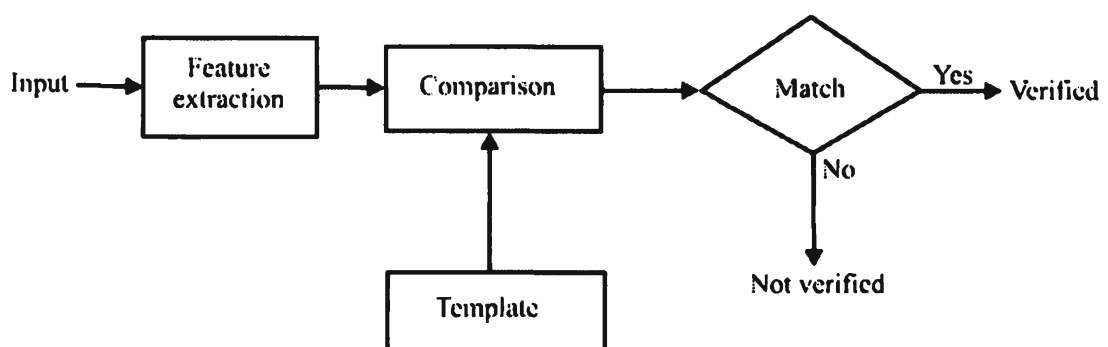 Input
Feature
extraction
Comparison
Match
Yes
Verified
No
Not verified
Template